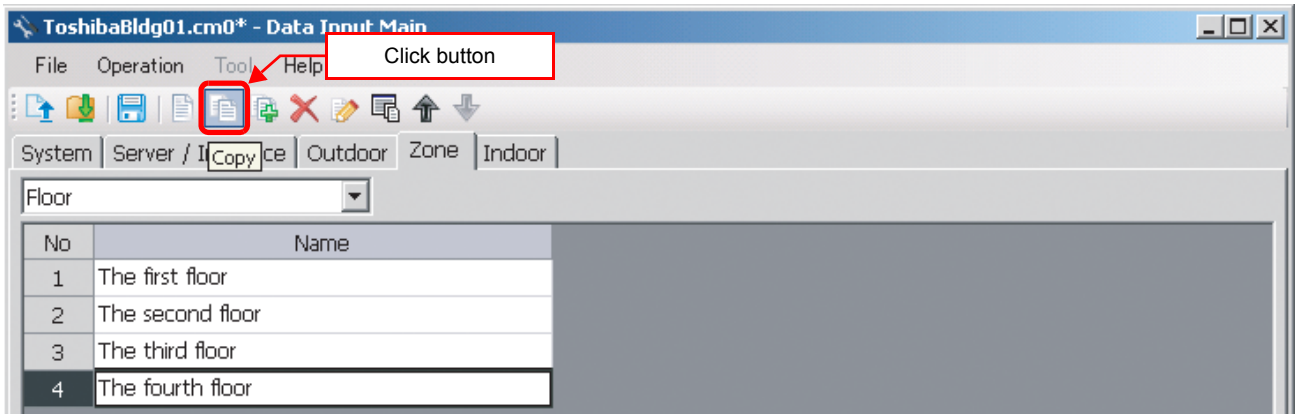 ToshibaBldg01.cm0* - Data Input Main
Click button
File Operation Tool Help
Copy
System Server / I ce Outdoor Zone Indoor
Floor
No Name
1 The first floor
2 The second floor
3 The third floor
4 The fourth floor